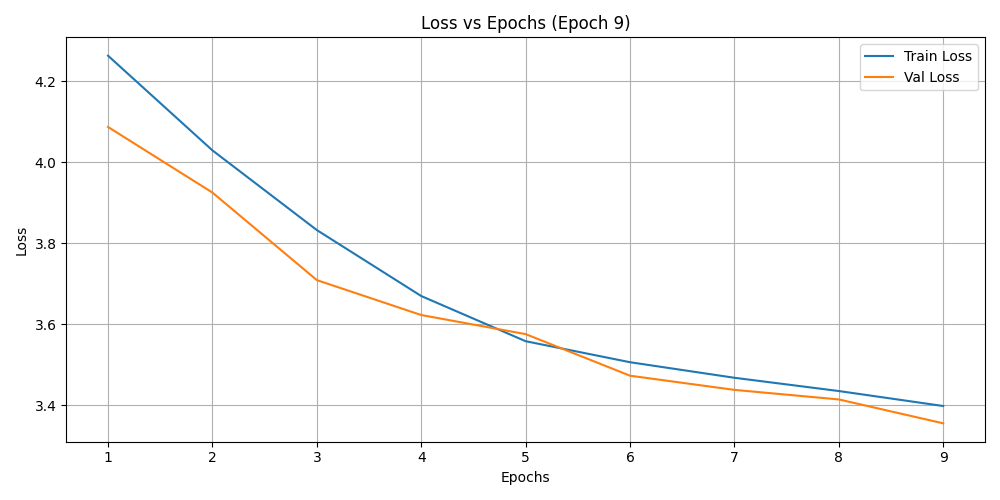 Loss vs Epochs (Epoch 9)
Train Loss
Val Loss
4.2
4.0
3.8
3.6
3.4
Loss
1 2 3 4 5 6 7 8 9
Epochs